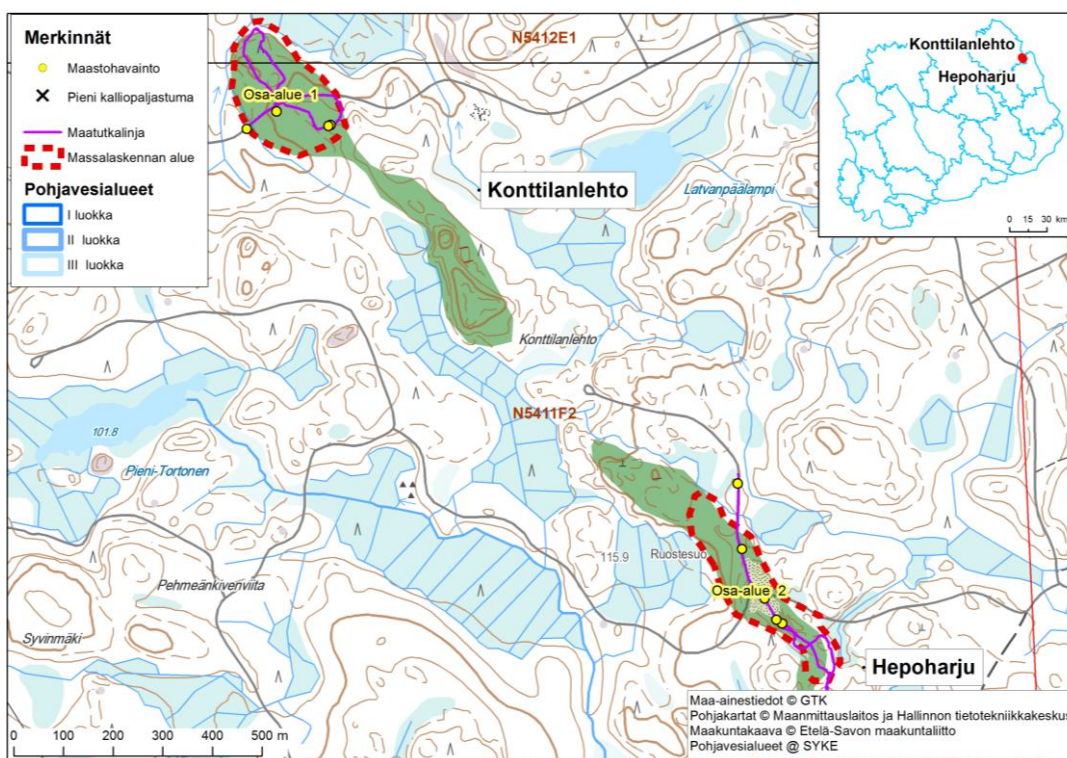 Merkinnät
Maastohavainto
Pieni kalliopaljastuma
Maatutkalinja
Massalaskennan alue
Pohjavesialueet
I luokka
II luokka
III luokka
N5412E1
Osa-alue 1
Konttilanlehto
Latvanpäälampi
Konttilanlehto
Hepoharju
0 15 30 km
Konttilanlehto
N5411F2
101.8
Pieni-Tortonen
115.9
Ruostesuo
Osa-alue 2
Pehmeänkivenviita
Syvinmäki
Hepoharju
Maa-ainestiedot © GTK
Pohjakartat © Maanmittauslaitos ja Hallinnon tietotekniikkakeskus
Maakuntakaava © Etelä-Savon maakuntaliitto
Pohjavesialueet @ SYKE
0 100 200 300 400 500 m